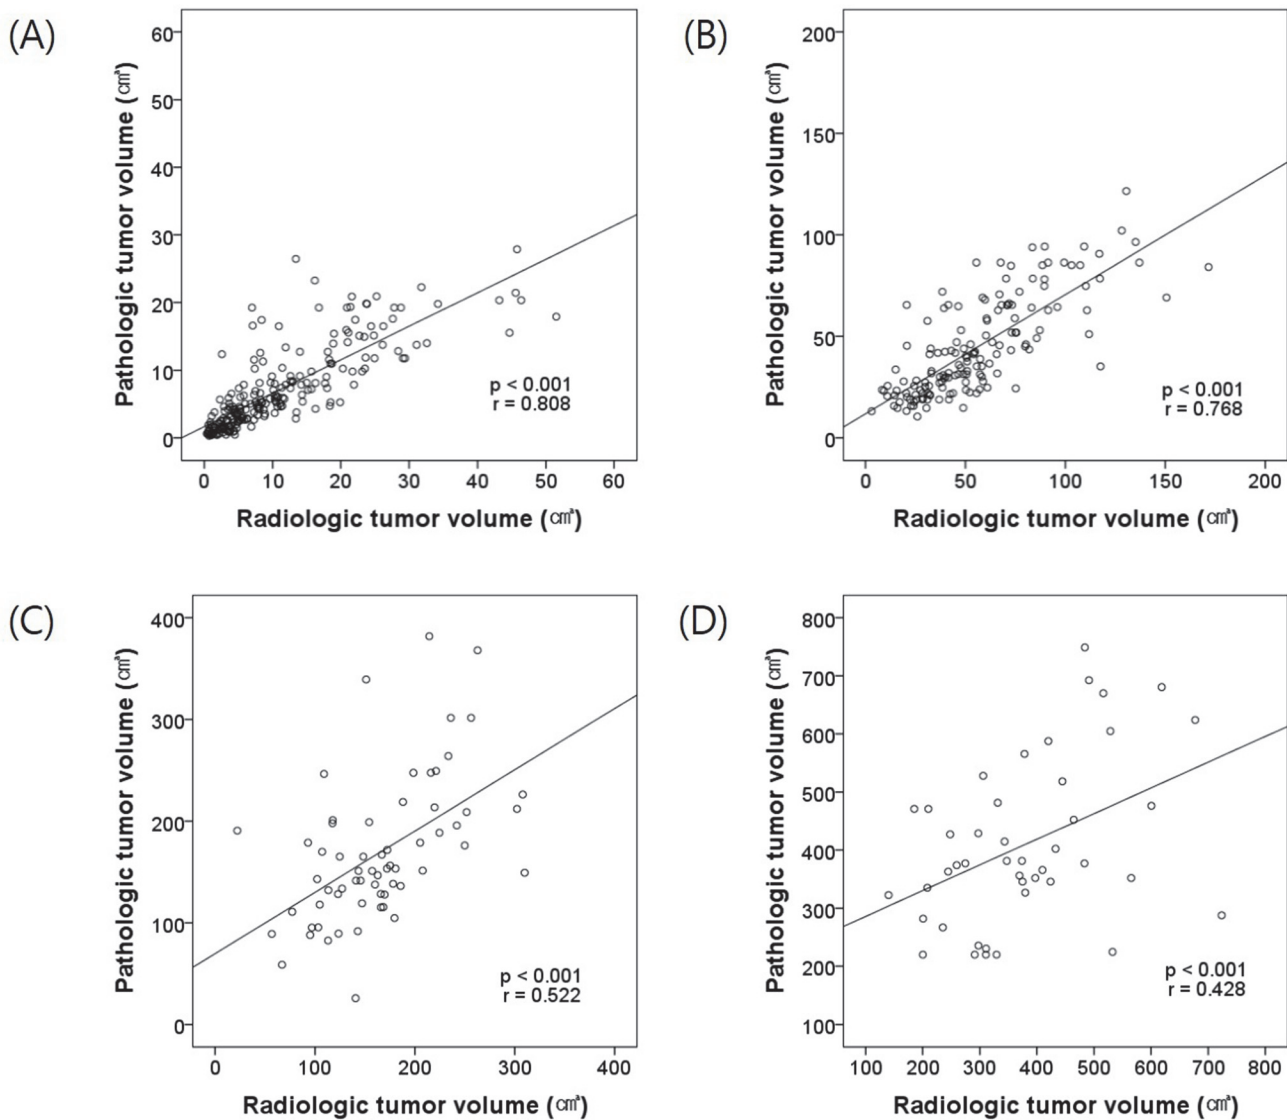 (A)
60
50
40
30
20
10
0
Pathologic tumor volume (㎤)
p < 0.001
r = 0.808
0 10 20 30 40 50 60
Radiologic tumor volume (㎤)
(B)
200
150
100
50
0
Pathologic tumor volume (㎤)
p < 0.001
r = 0.768
0 50 100 150 200
Radiologic tumor volume (㎤)
(C)
400
300
200
100
0
Pathologic tumor volume (㎤)
p < 0.001
r = 0.522
0 100 200 300 400
Radiologic tumor volume (㎤)
(D)
800
700
600
500
400
300
200
100
Pathologic tumor volume (㎤)
p < 0.001
r = 0.428
100 200 300 400 500 600 700 800
Radiologic tumor volume (㎤)